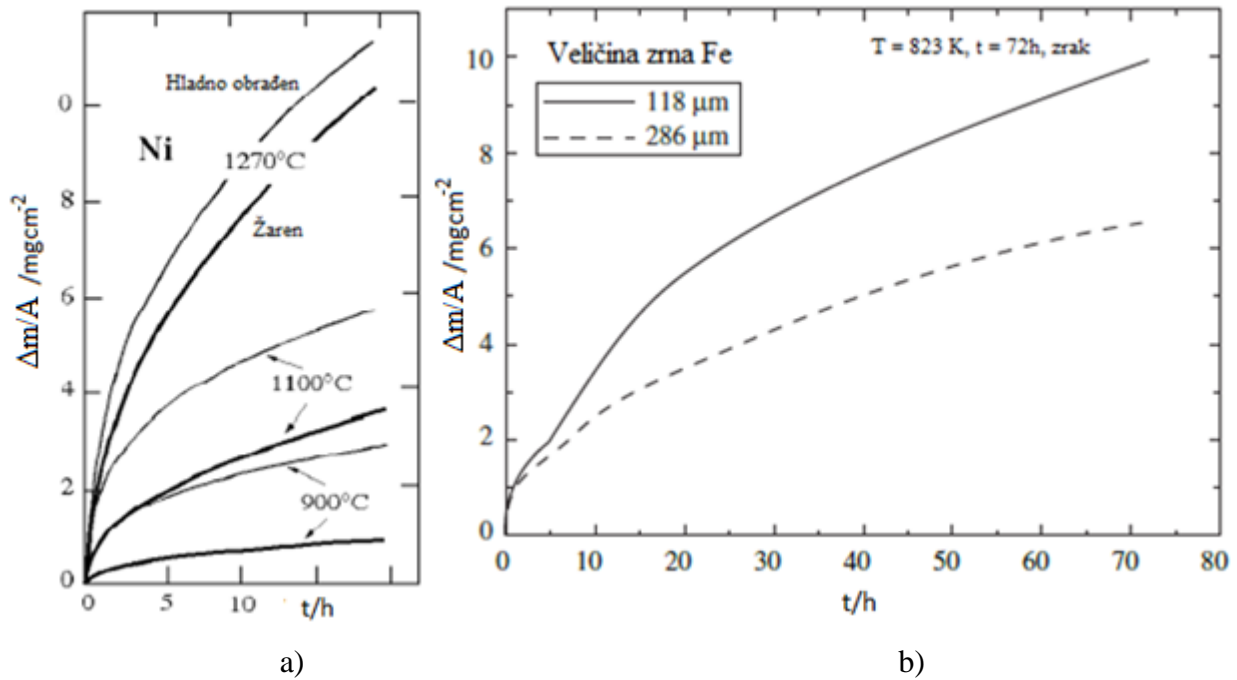 Hladno obrađen
Ni
1270°C
Žaren
1100°C
900°C
0
8
6
4
2
0
Δm/A /mgcm⁻²
0
5
10
t/h
a)
Veličina zrna Fe
118 μm
286 μm
T = 823 K, t = 72h, zrak
10
8
6
4
2
0
Δm/A /mgcm⁻²
0 10 20 30 40 50 60 70 80
t/h
b)